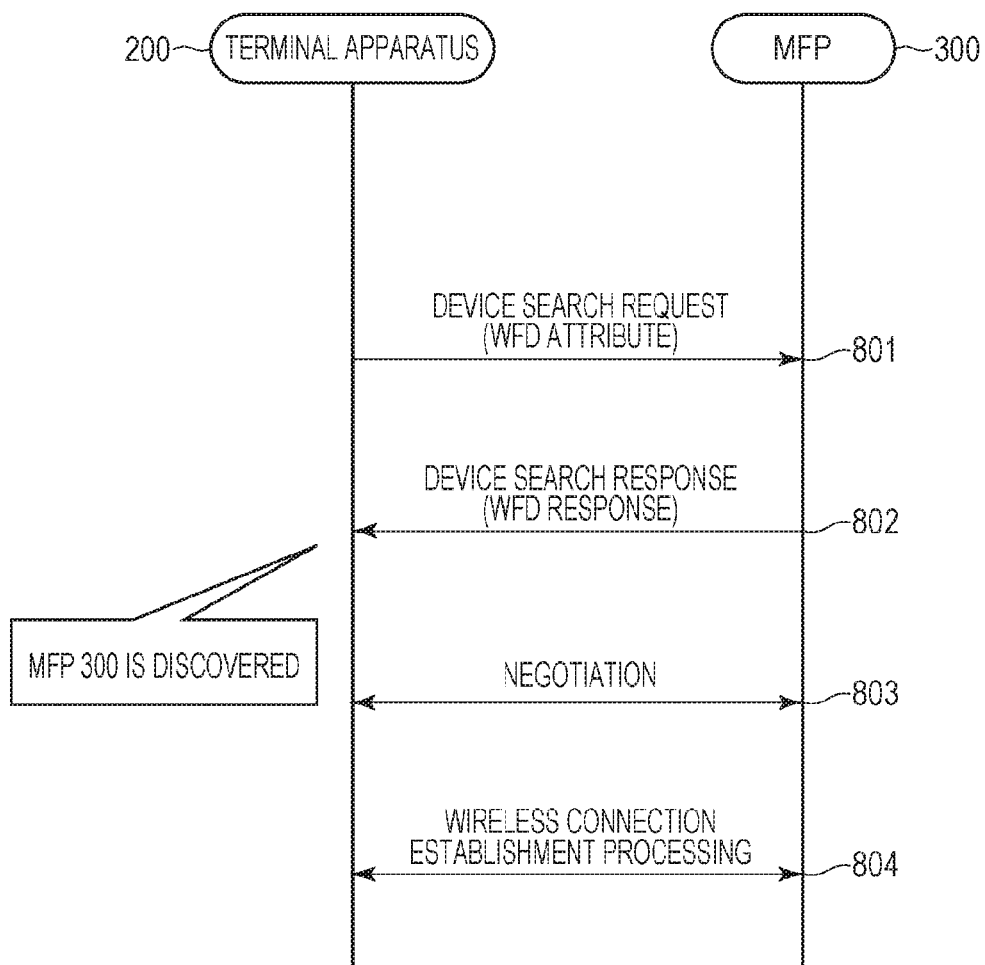 200
TERMINAL APPARATUS
MFP
300
DEVICE SEARCH REQUEST
(WFD ATTRIBUTE)
801
DEVICE SEARCH RESPONSE
(WFD RESPONSE)
802
MFP 300 IS DISCOVERED
NEGOTIATION
803
WIRELESS CONNECTION
ESTABLISHMENT PROCESSING
804